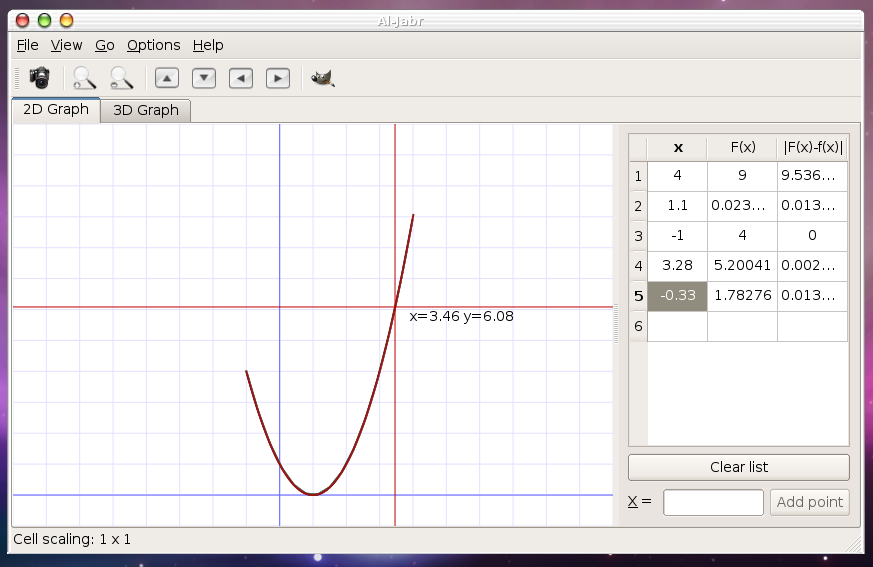 Al-Jabr
File View Go Options Help
2D Graph 3D Graph
x F(x) |F(x)-f(x)|
1 4 9 9.536...
2 1.1 0.023... 0.013...
3 -1 4 0
4 3.28 5.20041 0.002...
5 -0.33 1.78276 0.013...
6
x=3.46 y=6.08
Clear list
X = Add point
Cell scaling: 1 x 1